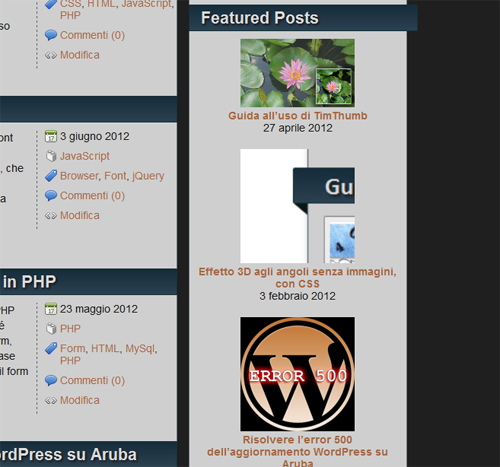 so
CSS, HTML, JavaScript,
PHP
Commenti (0)
Modifica
ont
, che
a
3 giugno 2012
JavaScript
Browser, Font, jQuery
Commenti (0)
Modifica
in PHP
PHP
é
rm,
ase
il form
23 maggio 2012
PHP
Form, HTML, MySql,
PHP
Commenti (0)
Modifica
rdPress su Aruba
Featured Posts
Guida all'uso di TimThumb
27 aprile 2012
Gu
Effetto 3D agli angoli senza immagini,
con CSS
3 febbraio 2012
ERROR 500
Risolvere l'error 500
dell'aggiornamento WordPress su
Aruba